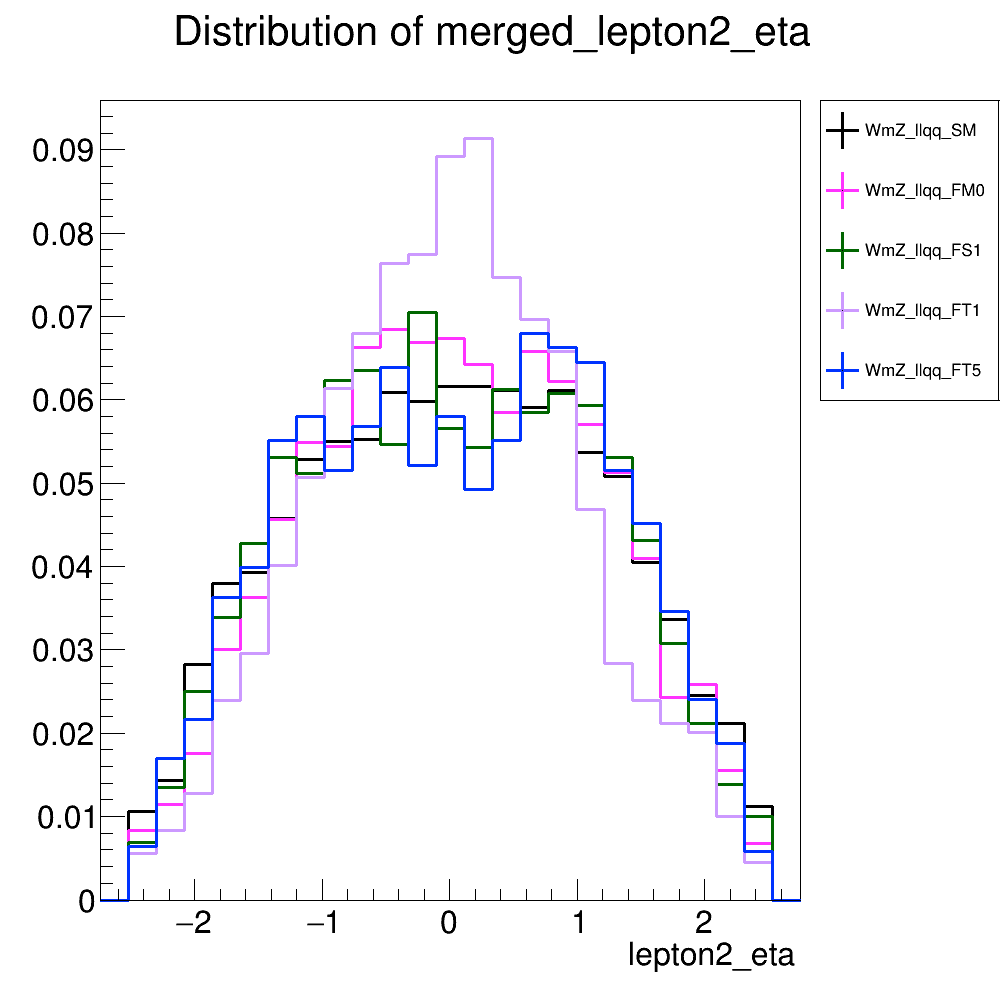 Distribution of merged_lepton2_eta
0.09
0.08
0.07
0.06
0.05
0.04
0.03
0.02
0.01
0
−2
−1
0
1
2
lepton2_eta
WmZ_llqq_SM
WmZ_llqq_FM0
WmZ_llqq_FS1
WmZ_llqq_FT1
WmZ_llqq_FT5